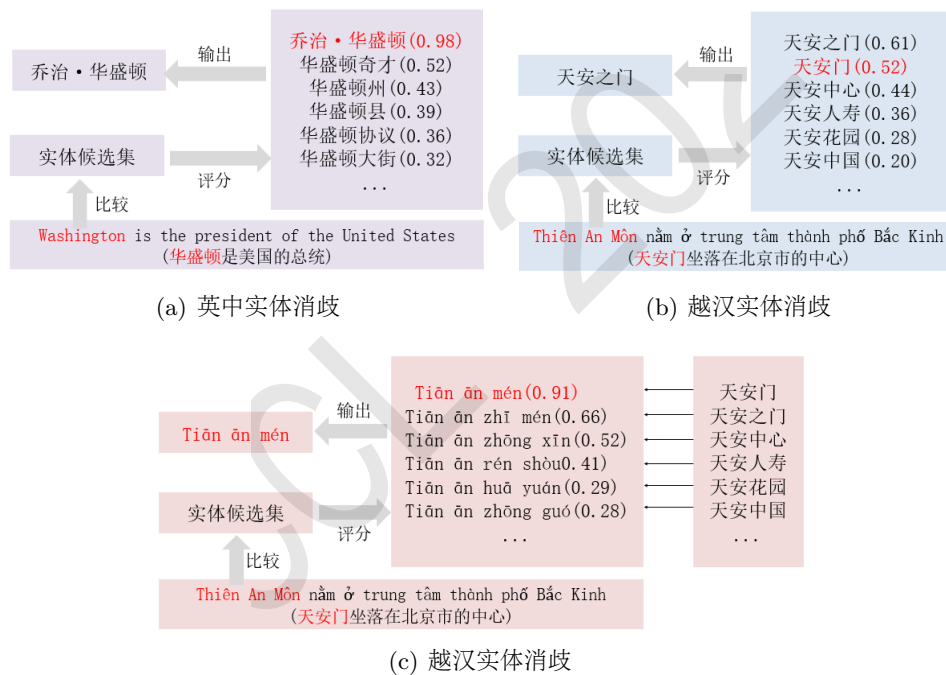 乔治·华盛顿
输出
乔治·华盛顿(0.98)
华盛顿奇才(0.52)
华盛顿州(0.43)
华盛顿县(0.39)
华盛顿协议(0.36)
华盛顿大街(0.32)
...
实体候选集
评分
比较
Washington is the president of the United States
(华盛顿是美国的总统)
(a) 英中实体消歧
天安之门
输出
天安之门(0.61)
天安门(0.52)
天安中心(0.44)
天安人寿(0.36)
天安花园(0.28)
天安中国(0.20)
...
实体候选集
评分
比较
Thiên An Môn nằm ở trung tâm thành phố Bắc Kinh
(天安门坐落在北京市的中心)
(b) 越汉实体消歧
Tiān ān mén
输出
Tiān ān mén(0.91)
Tiān ān zhī mén(0.66)
Tiān ān zhōng xīn(0.52)
Tiān ān rén shòu0.41)
Tiān ān huā yuán(0.29)
Tiān ān zhōng guó(0.28)
...
天安门
天安之门
天安中心
天安人寿
天安花园
天安中国
...
实体候选集
评分
比较
Thiên An Môn nằm ở trung tâm thành phố Bắc Kinh
(天安门坐落在北京市的中心)
(c) 越汉实体消歧